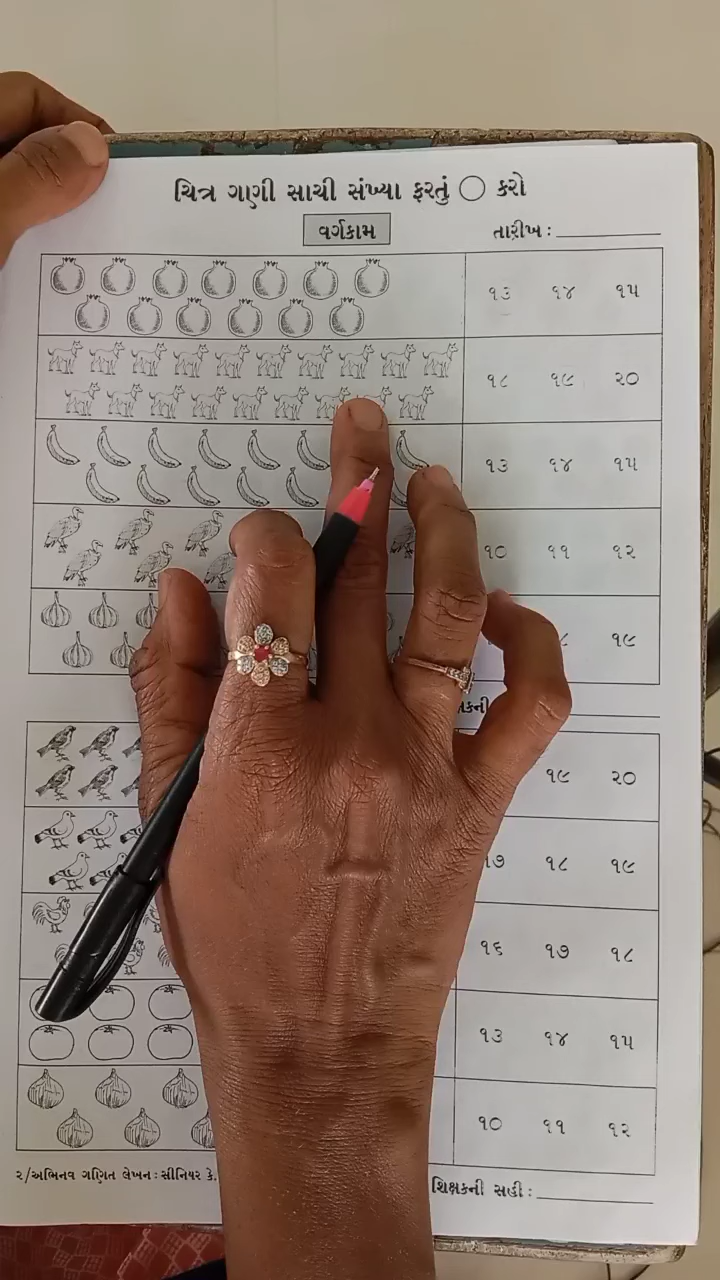 ચિત્ર ગણી સાચી સંખ્યા ફરતું ◯ કરો
વર્ગકામ
તારીખ : ________
૧૩ ૧૪ ૧૫
૧૮ ૧૯ ૨૦
૧૩ ૧૪ ૧૫
૧૦ ૧૧ ૧૨
૧૯
૧૯ ૨૦
૧૭ ૧૮ ૧૯
૧૬ ૧૭ ૧૮
૧૩ ૧૪ ૧૫
૧૦ ૧૧ ૧૨
૨/અભિનવ ગણિત લેખન : સીનિયર કે.
શિક્ષકની સહી : ________